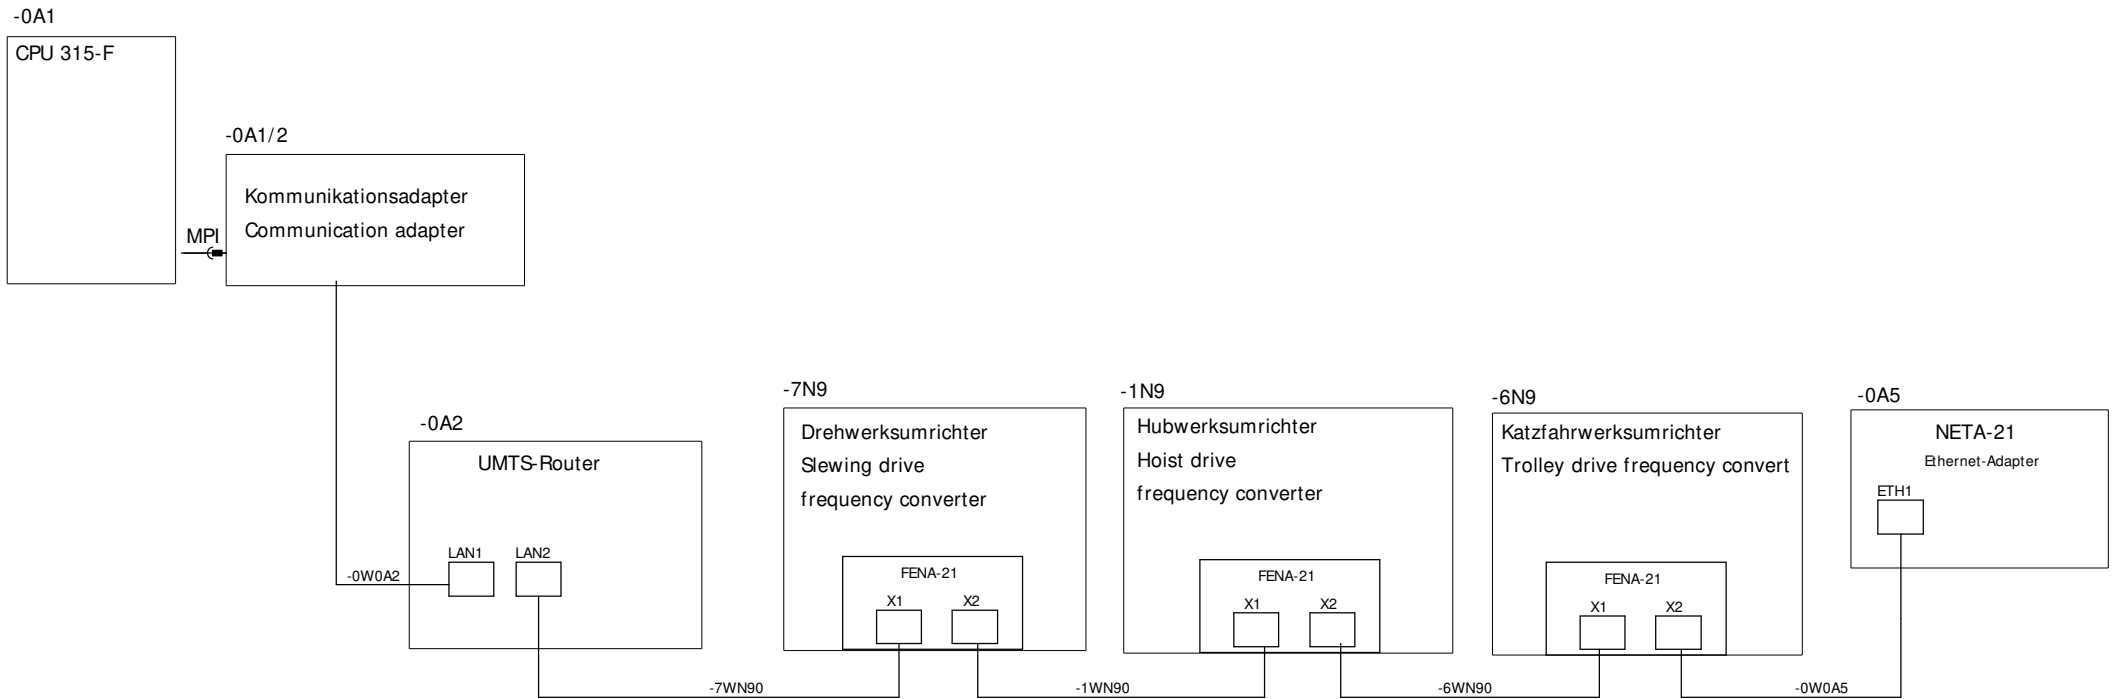 -0A1
CPU 315-F
-0A1/2
Kommunikationsadapter
Communication adapter
MPI
-0A2
UMTS-Router
LAN1
LAN2
-0W0A2
-7N9
Drehwerksumrichter
Slewing drive
frequency converter
FENA-21
X1
X2
-1N9
Hubwerksumrichter
Hoist drive
frequency converter
FENA-21
X1
X2
-6N9
Katzfahrwerksumrichter
Trolley drive frequency convert
FENA-21
X1
X2
-0A5
NETA-21
Ethernet-Adapter
ETH1
-7WN90
-1WN90
-6WN90
-0W0A5